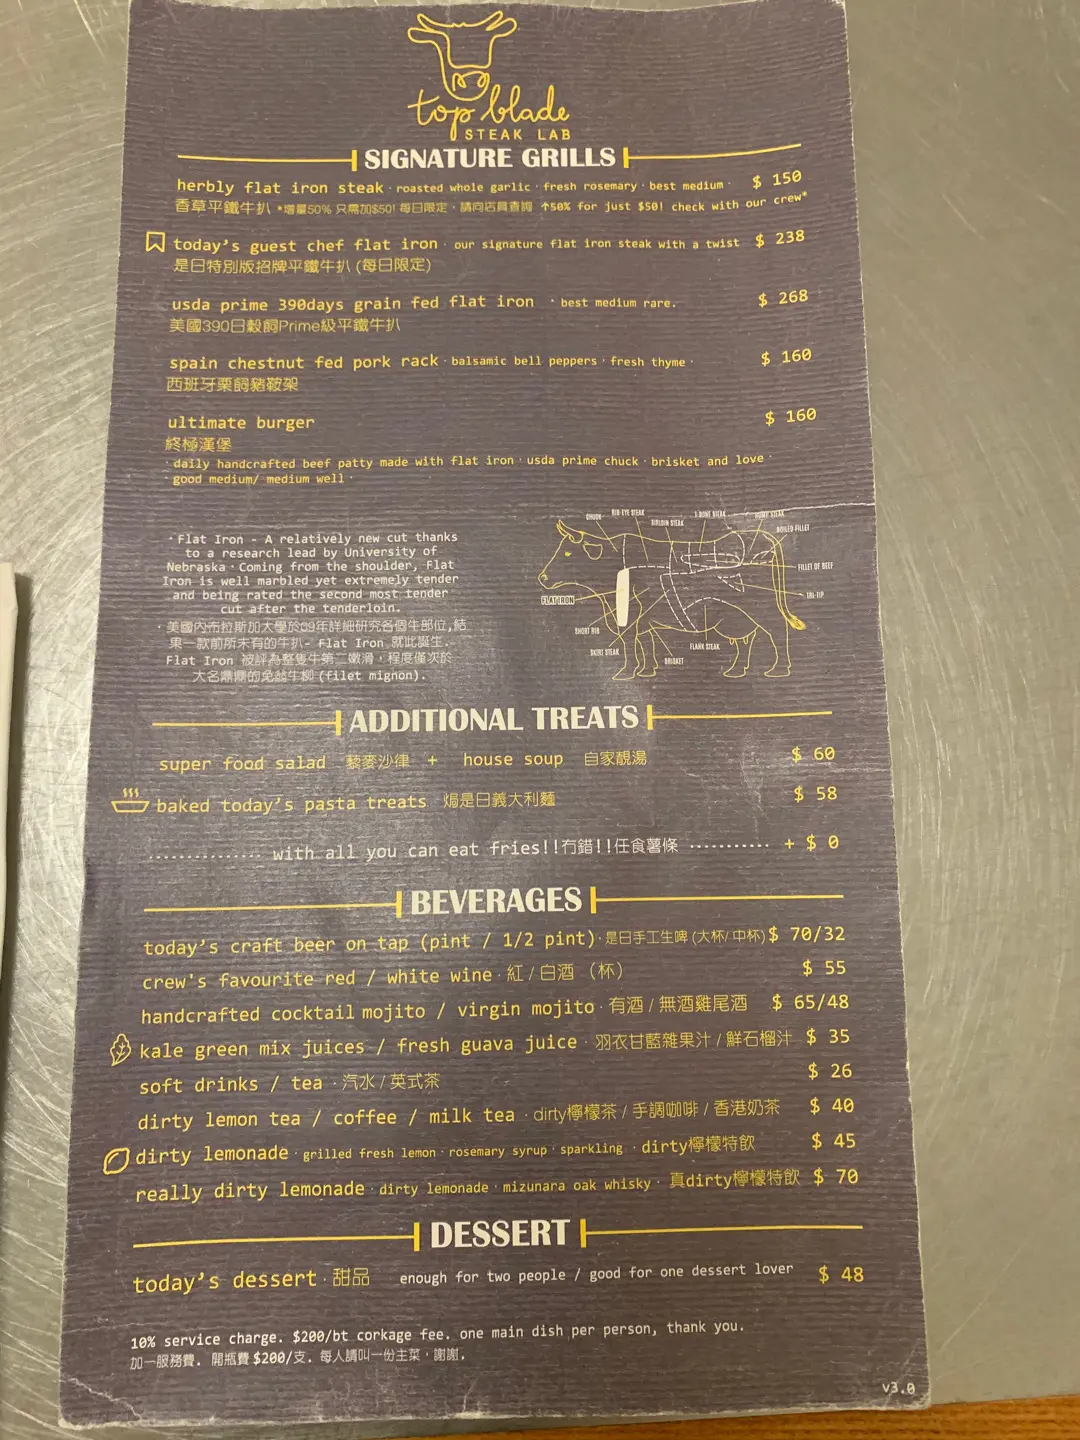 top blade
STEAK LAB
SIGNATURE GRILLS
herbly flat iron steak · roasted whole garlic · fresh rosemary · best medium · $ 150
香草平鐵牛扒 *增量50% 只需加$50! 每日限定，請向店員查詢 ↑50% for just $50! check with our crew*
today's guest chef flat iron · our signature flat iron steak with a twist $ 238
是日特別版招牌平鐵牛扒 (每日限定)
usda prime 390days grain fed flat iron · best medium rare. $ 268
美國390日穀飼Prime級平鐵牛扒
spain chestnut fed pork rack · balsamic bell peppers · fresh thyme · $ 160
西班牙栗飼豬鞍架
ultimate burger $ 160
終極漢堡
· daily handcrafted beef patty made with flat iron · usda prime chuck · brisket and love ·
· good medium/ medium well ·
· Flat Iron - A relatively new cut thanks
to a research lead by University of
Nebraska · Coming from the shoulder, Flat
Iron is well marbled yet extremely tender
and being rated the second most tender
cut after the tenderloin.
· 美國內布拉斯加大學於09年詳細研究各個牛部位,結
果一款前所未有的牛扒- Flat Iron 就此誕生.
Flat Iron 被評為整隻牛第二嫩滑，程度僅次於
大名鼎鼎的免翁牛柳 (filet mignon).
CHUCK
RIB-EYE STEAK
SIRLOIN STEAK
T-BONE STEAK
RUMP STEAK
ROLLED FILLET
FILLET OF BEEF
TRI-TIP
FLAT IRON
SHORT RIB
SKIRT STEAK
BRISKET
FLANK STEAK
ADDITIONAL TREATS
super food salad 藜麥沙律 + house soup 自家靚湯 $ 60
baked today's pasta treats 焗是日義大利麵 $ 58
............... with all you can eat fries!!冇錯!!任食薯條 ........... + $ 0
BEVERAGES
today's craft beer on tap (pint / 1/2 pint) · 是日手工生啤 (大杯/ 中杯) $ 70/32
crew's favourite red / white wine · 紅 / 白酒 （杯） $ 55
handcrafted cocktail mojito / virgin mojito · 有酒 / 無酒雞尾酒 $ 65/48
kale green mix juices / fresh guava juice · 羽衣甘藍雜果汁 / 鮮石榴汁 $ 35
soft drinks / tea · 汽水 / 英式茶 $ 26
dirty lemon tea / coffee / milk tea · dirty檸檬茶 / 手調咖啡 / 香港奶茶 $ 40
dirty lemonade · grilled fresh lemon · rosemary syrup · sparkling · dirty檸檬特飲 $ 45
really dirty lemonade · dirty lemonade · mizunara oak whisky · 真dirty檸檬特飲 $ 70
DESSERT
today's dessert · 甜品 enough for two people / good for one dessert lover $ 48
10% service charge. $200/bt corkage fee. one main dish per person, thank you.
加一服務費. 開瓶費 $200/支. 每人請叫一份主菜，謝謝.
v3.0